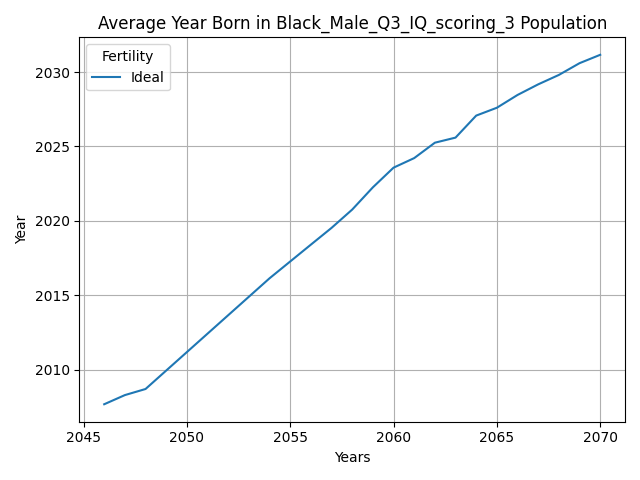 Average Year Born in Black_Male_Q3_IQ_scoring_3 Population
Fertility
Ideal
Year
2030
2025
2020
2015
2010
2045 2050 2055 2060 2065 2070
Years